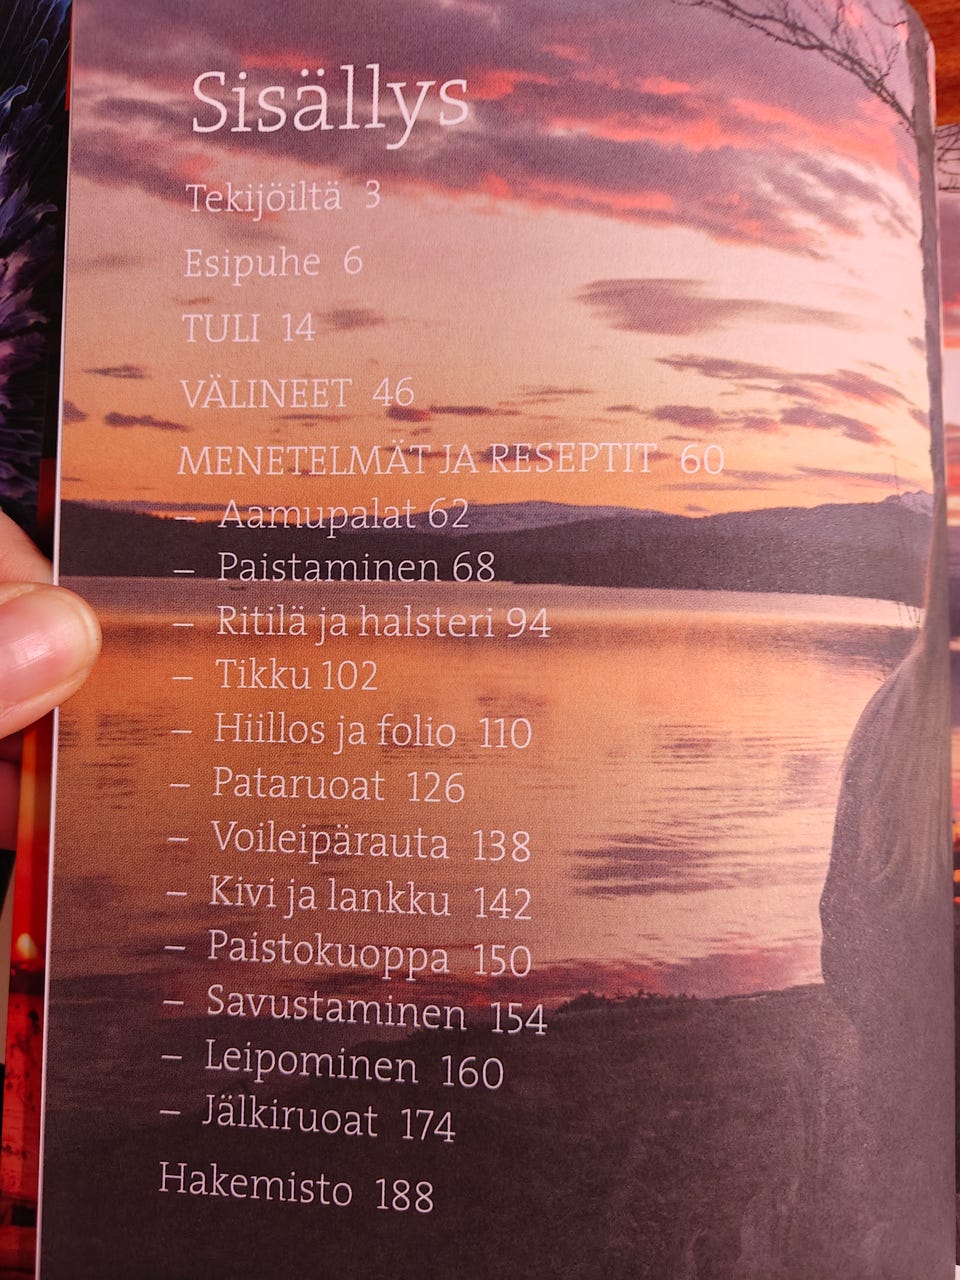 Sisällys
Tekijöiltä 3
Esipuhe 6
TULI 14
VÄLINEET 46
MENETELMÄT JA RESEPTIT 60
– Aamupalat 62
– Paistaminen 68
– Ritilä ja halsteri 94
– Tikku 102
– Hiillos ja folio 110
– Pataruoat 126
– Voileipärauta 138
– Kivi ja lankku 142
– Paistokuoppa 150
– Savustaminen 154
– Leipominen 160
– Jälkiruoat 174
Hakemisto 188